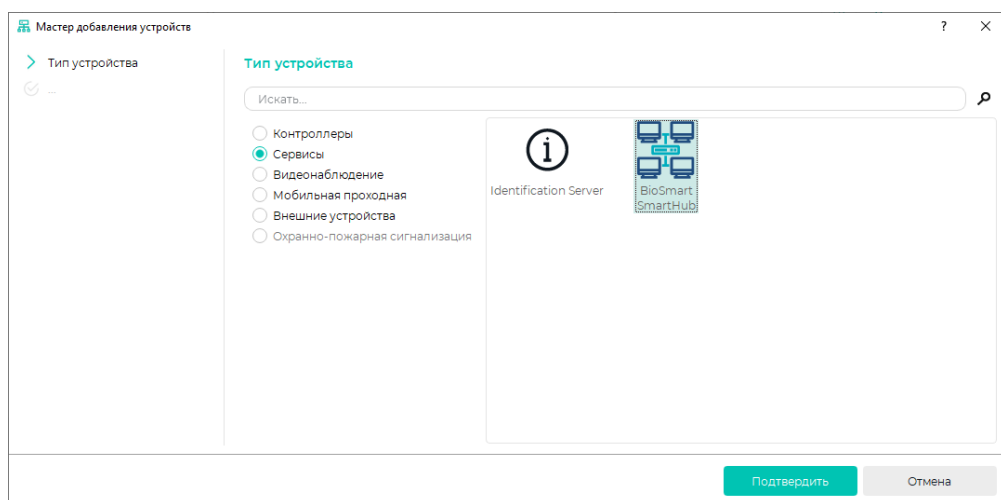 Мастер добавления устройств
Тип устройства
...
Тип устройства
Искать...
Контроллеры
Сервисы
Видеонаблюдение
Мобильная проходная
Внешние устройства
Охранно-пожарная сигнализация
Identification Server
BioSmart
SmartHub
Подтвердить
Отмена